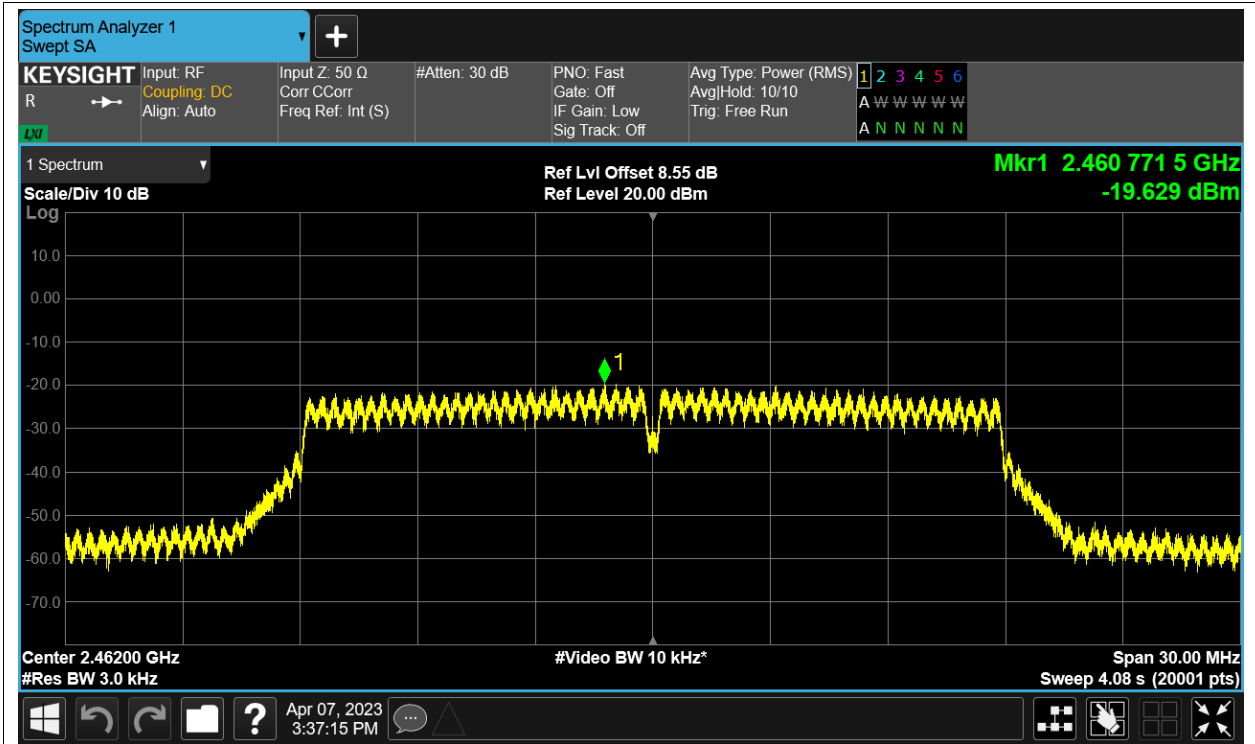 Spectrum Analyzer 1
Swept SA
+
KEYSIGHT
R
LXI
Input: RF
Coupling: DC
Align: Auto
Input Z: 50 Ω
Corr CCorr
Freq Ref: Int (S)
#Atten: 30 dB
PNO: Fast
Gate: Off
IF Gain: Low
Sig Track: Off
Avg Type: Power (RMS)
Avg|Hold: 10/10
Trig: Free Run
1 2 3 4 5 6
A W W W W W
A N N N N N
1 Spectrum
Scale/Div 10 dB
Log
Ref Lvl Offset 8.55 dB
Ref Level 20.00 dBm
Mkr1 2.460 771 5 GHz
-19.629 dBm
10.0
0.00
-10.0
-20.0
-30.0
-40.0
-50.0
-60.0
-70.0
1
Center 2.46200 GHz
#Res BW 3.0 kHz
#Video BW 10 kHz*
Span 30.00 MHz
Sweep 4.08 s (20001 pts)
?
Apr 07, 2023
3:37:15 PM